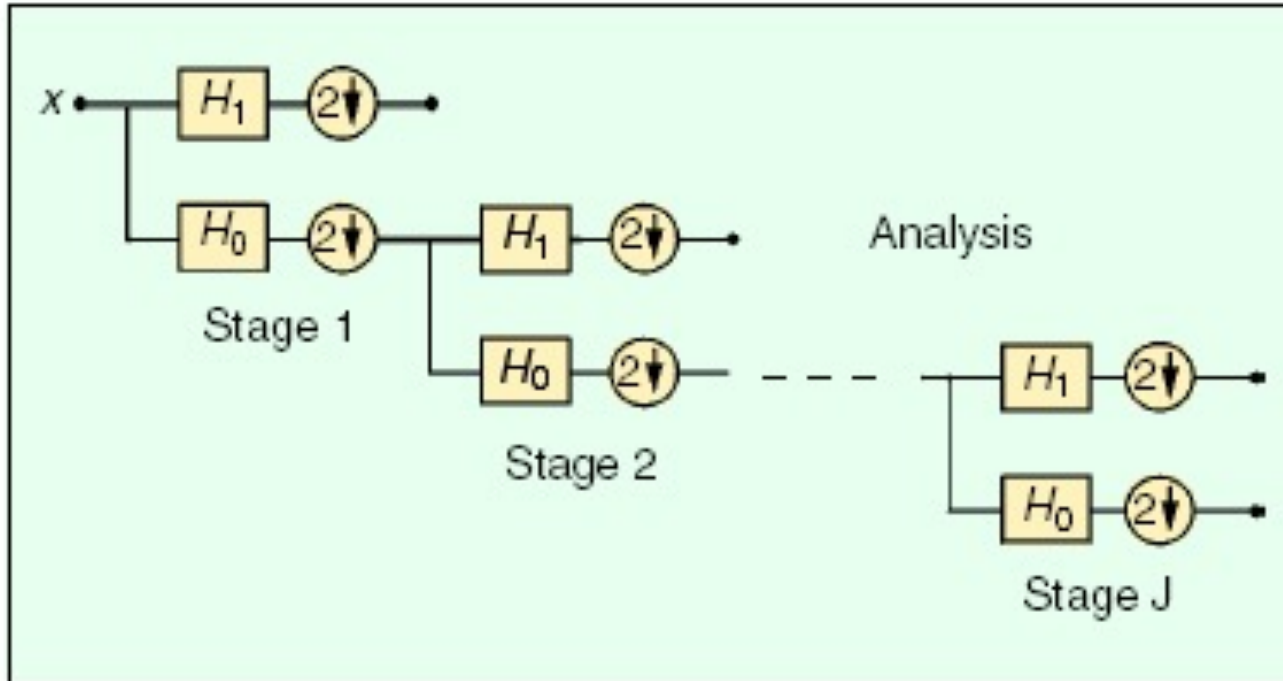 x H₁ 2↓
H₀ 2↓ H₁ 2↓ Analysis
Stage 1
H₀ 2↓ H₁ 2↓
Stage 2
H₀ 2↓
Stage J